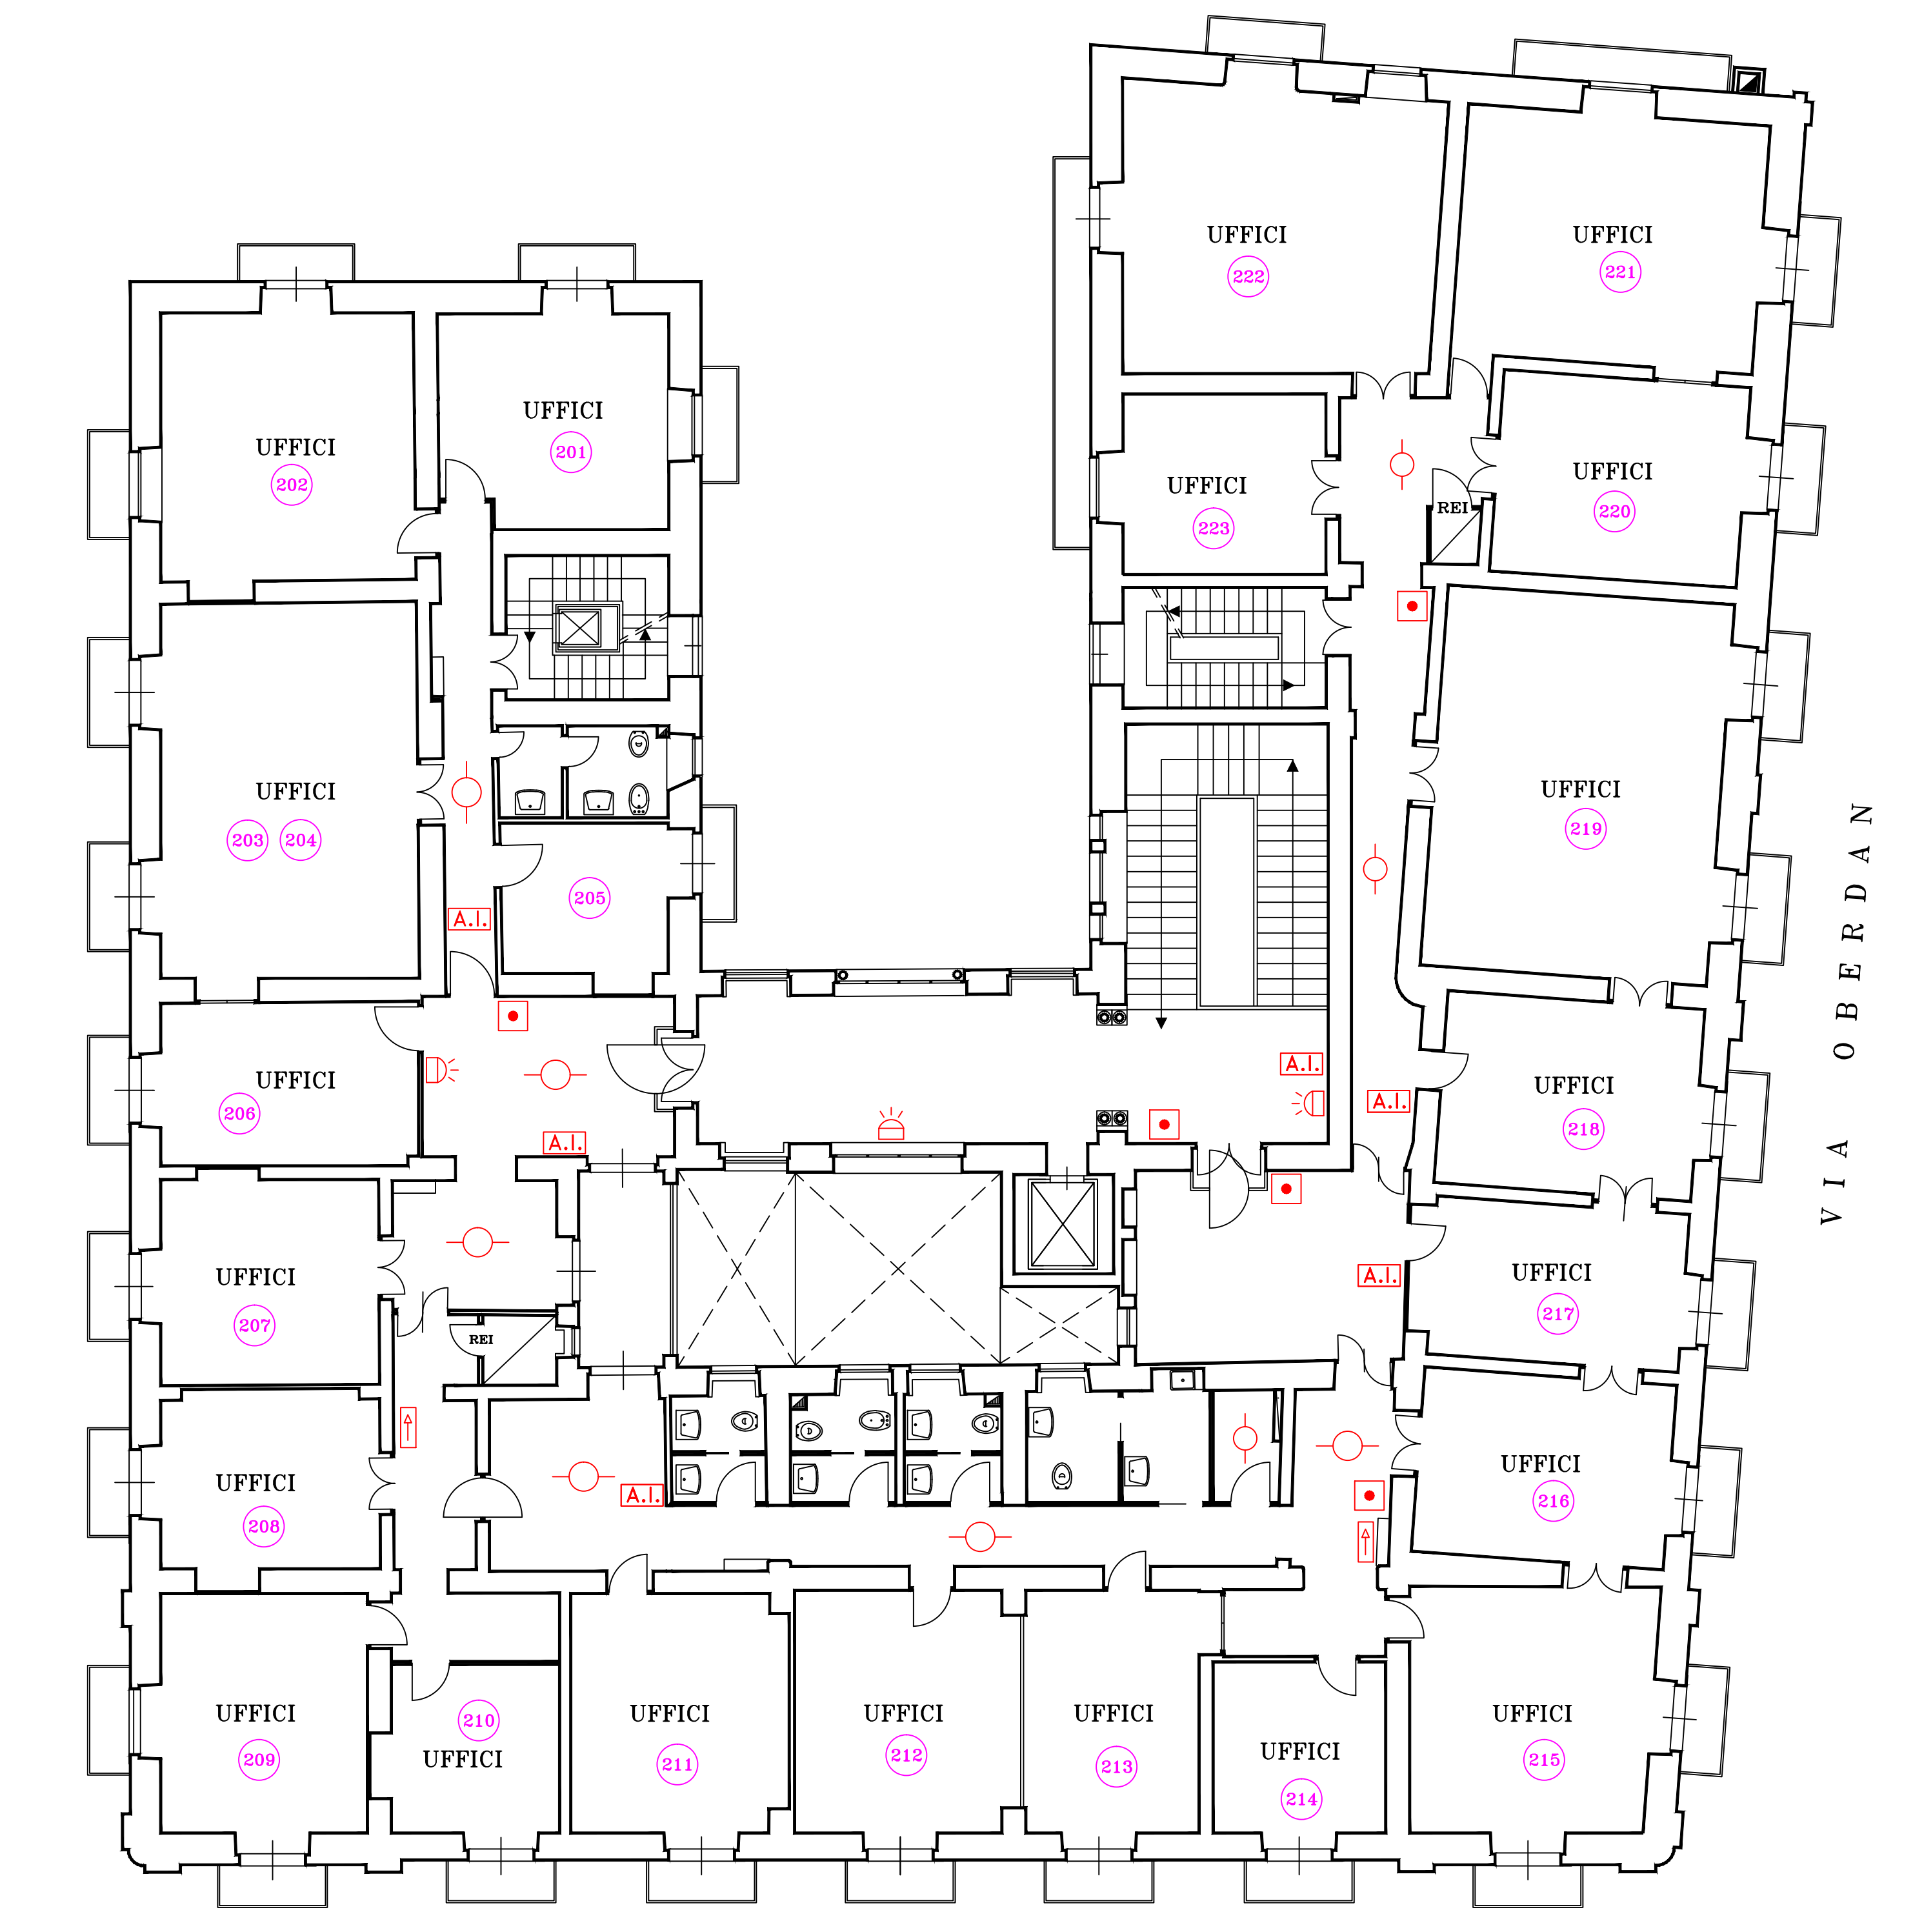 UFFICI
222
UFFICI
221
UFFICI
201
UFFICI
202
UFFICI
223
REI
UFFICI
220
UFFICI
203 204
UFFICI
219
205
A.I.
VIA OBERDAN
UFFICI
206
A.I.
A.I.
A.I.
UFFICI
218
UFFICI
207
REI
A.I.
UFFICI
217
UFFICI
208
A.I.
UFFICI
216
UFFICI
209
210
UFFICI
UFFICI
211
UFFICI
212
UFFICI
213
UFFICI
214
UFFICI
215